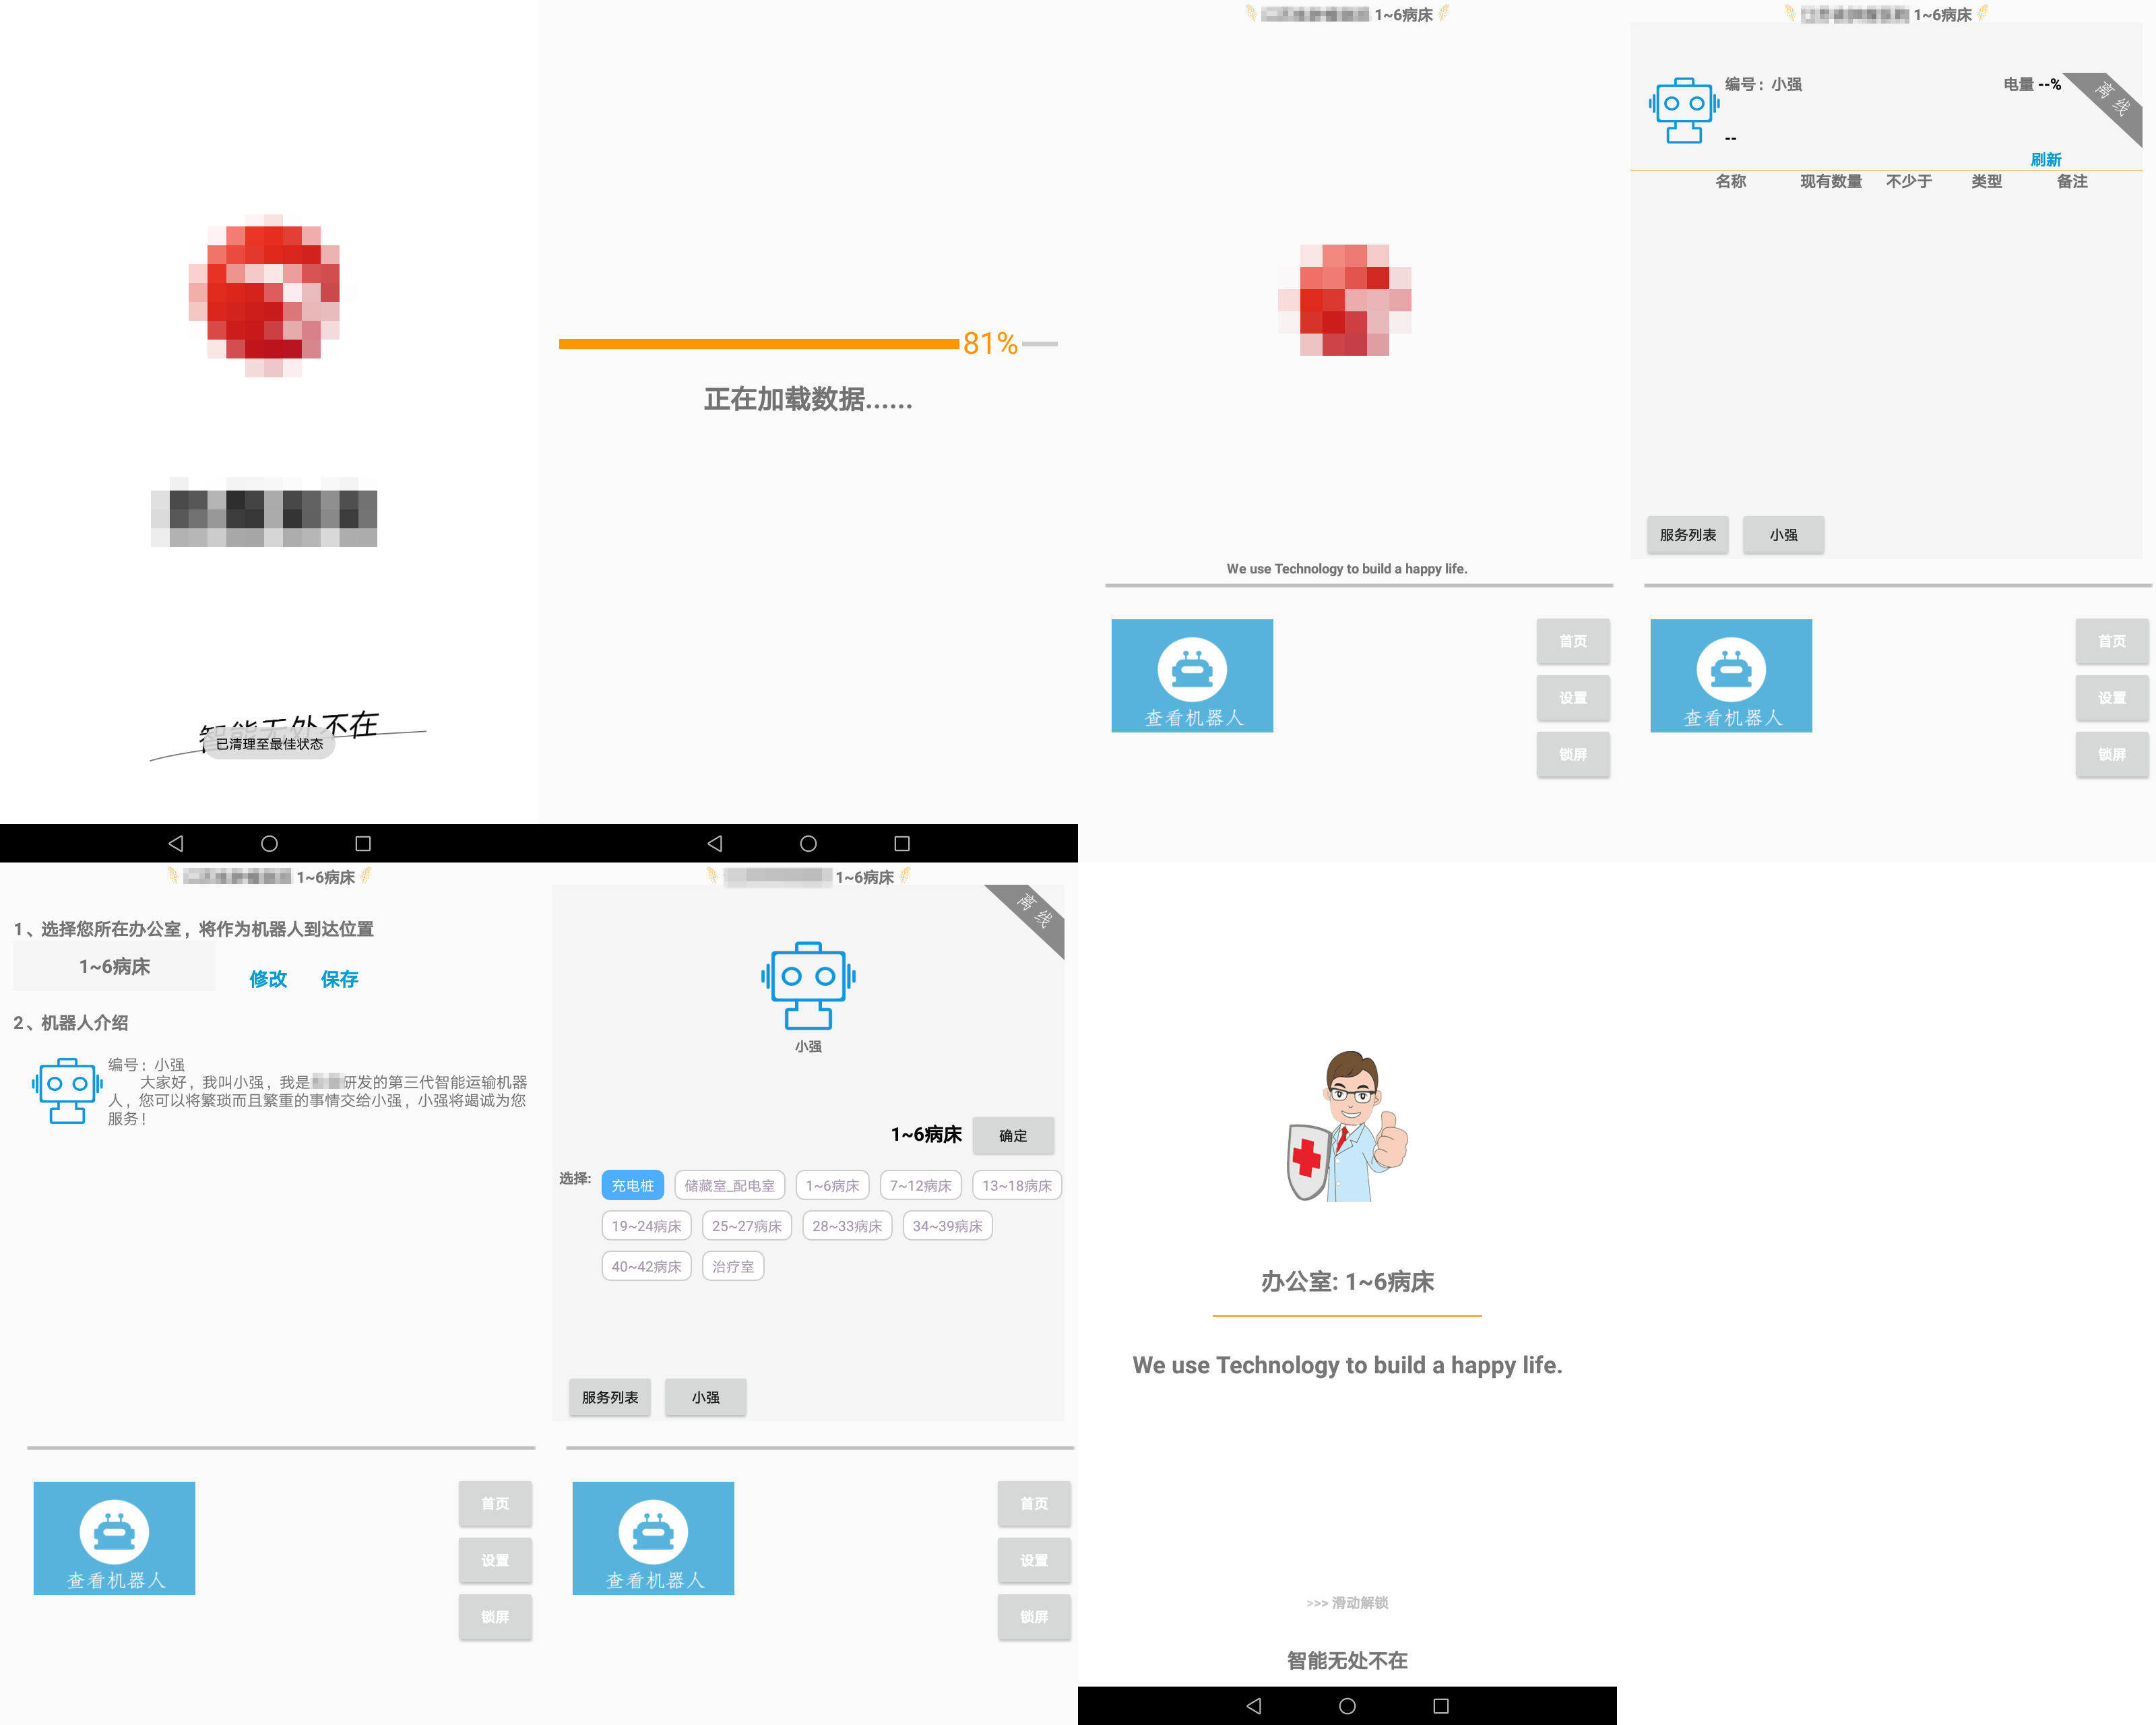 智能无处不在
已清理至最佳状态
81%
正在加载数据......
1~6病床
We use Technology to build a happy life.
查看机器人
首页
设置
锁屏
1~6病床
编号：小强
电量 --%
离线
--
刷新
名称 现有数量 不少于 类型 备注
服务列表 小强
查看机器人
首页
设置
锁屏
1~6病床
1、选择您所在办公室，将作为机器人到达位置
1~6病床 修改 保存
2、机器人介绍
编号：小强
大家好，我叫小强，我是 研发的第三代智能运输机器
人，您可以将繁琐而且繁重的事情交给小强，小强将竭诚为您
服务！
查看机器人
首页
设置
锁屏
1~6病床
离线
小强
1~6病床 确定
选择: 充电桩 储藏室_配电室 1~6病床 7~12病床 13~18病床
19~24病床 25~27病床 28~33病床 34~39病床
40~42病床 治疗室
服务列表 小强
查看机器人
首页
设置
锁屏
办公室: 1~6病床
We use Technology to build a happy life.
>>> 滑动解锁
智能无处不在